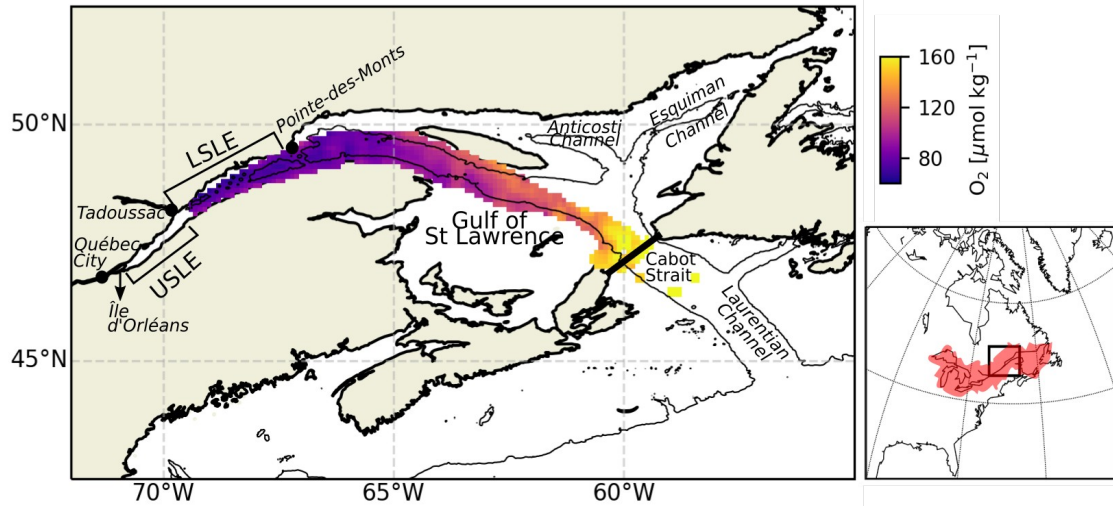 50°N
45°N
70°W
65°W
60°W
Pointe-des-Monts
LSLE
Tadoussac
Québec
City
USLE
Île
d'Orléans
Gulf of
St Lawrence
Anticosti
Channel
Esquiman
Channel
Cabot
Strait
Laurentian
Channel
160
120
80
O₂ [μmol kg⁻¹]